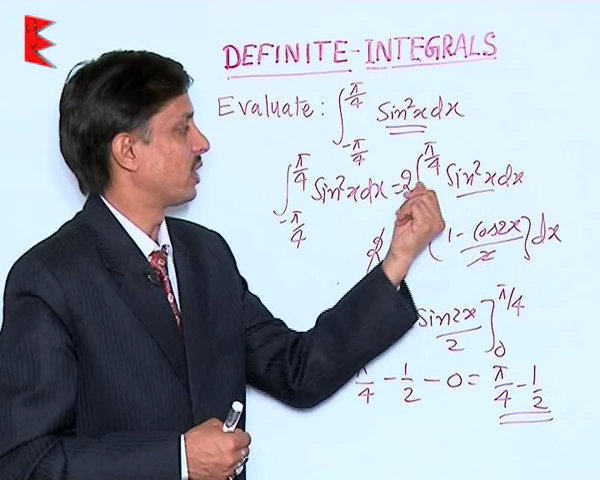 DEFINITE-INTEGRALS
Evaluate: ∫_{-π/4}^{π/4} Sin²x dx
∫_{-π/4}^{π/4} Sin²x dx = 2∫^{π/4} Sin²x dx
2 (1 - Cos2x / 2) dx
Sin2x / 2 ]_0^{π/4}
π/4 - 1/2 - 0 = π/4 - 1/2